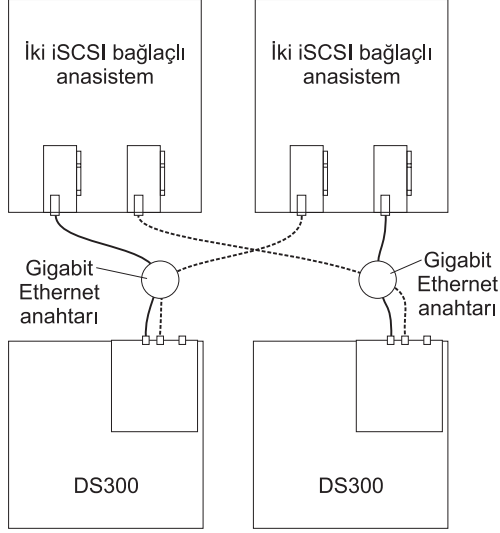 İki iSCSI bağlaçlı
anasistem
İki iSCSI bağlaçlı
anasistem
Gigabit
Ethernet
anahtarı
Gigabit
Ethernet
anahtarı
DS300
DS300